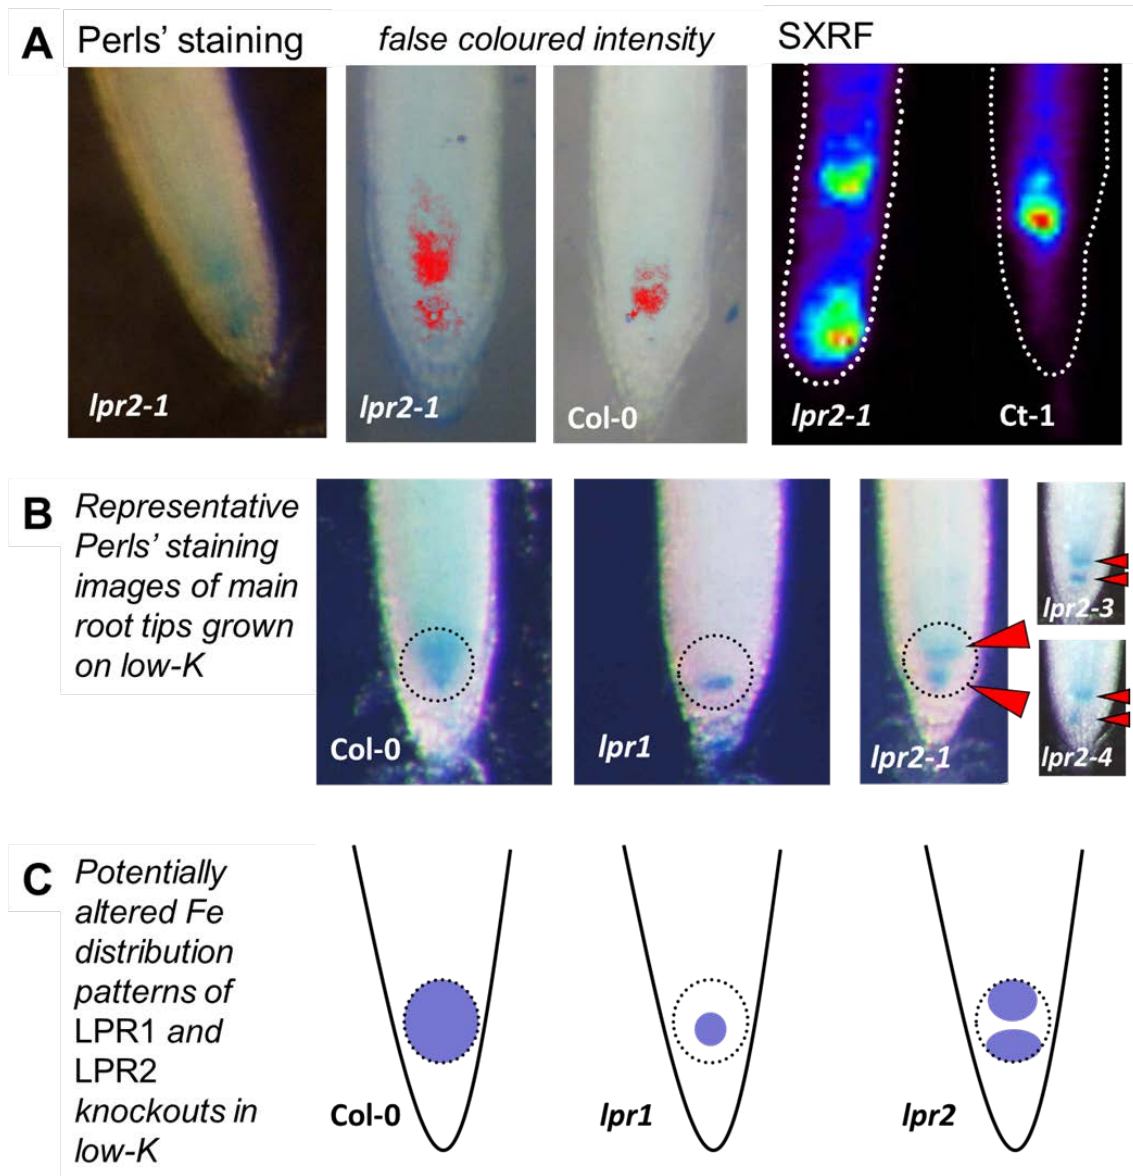 A Perls’ staining false coloured intensity SXRF
lpr2-1 lpr2-1 Col-0 lpr2-1 Ct-1
B Representative
Perls’ staining
images of main
root tips grown
on low-K
Col-0 lpr1 lpr2-1 lpr2-3
lpr2-4
C Potentially
altered Fe
distribution
patterns of
LPR1 and
LPR2
knockouts in
low-K
Col-0 lpr1 lpr2